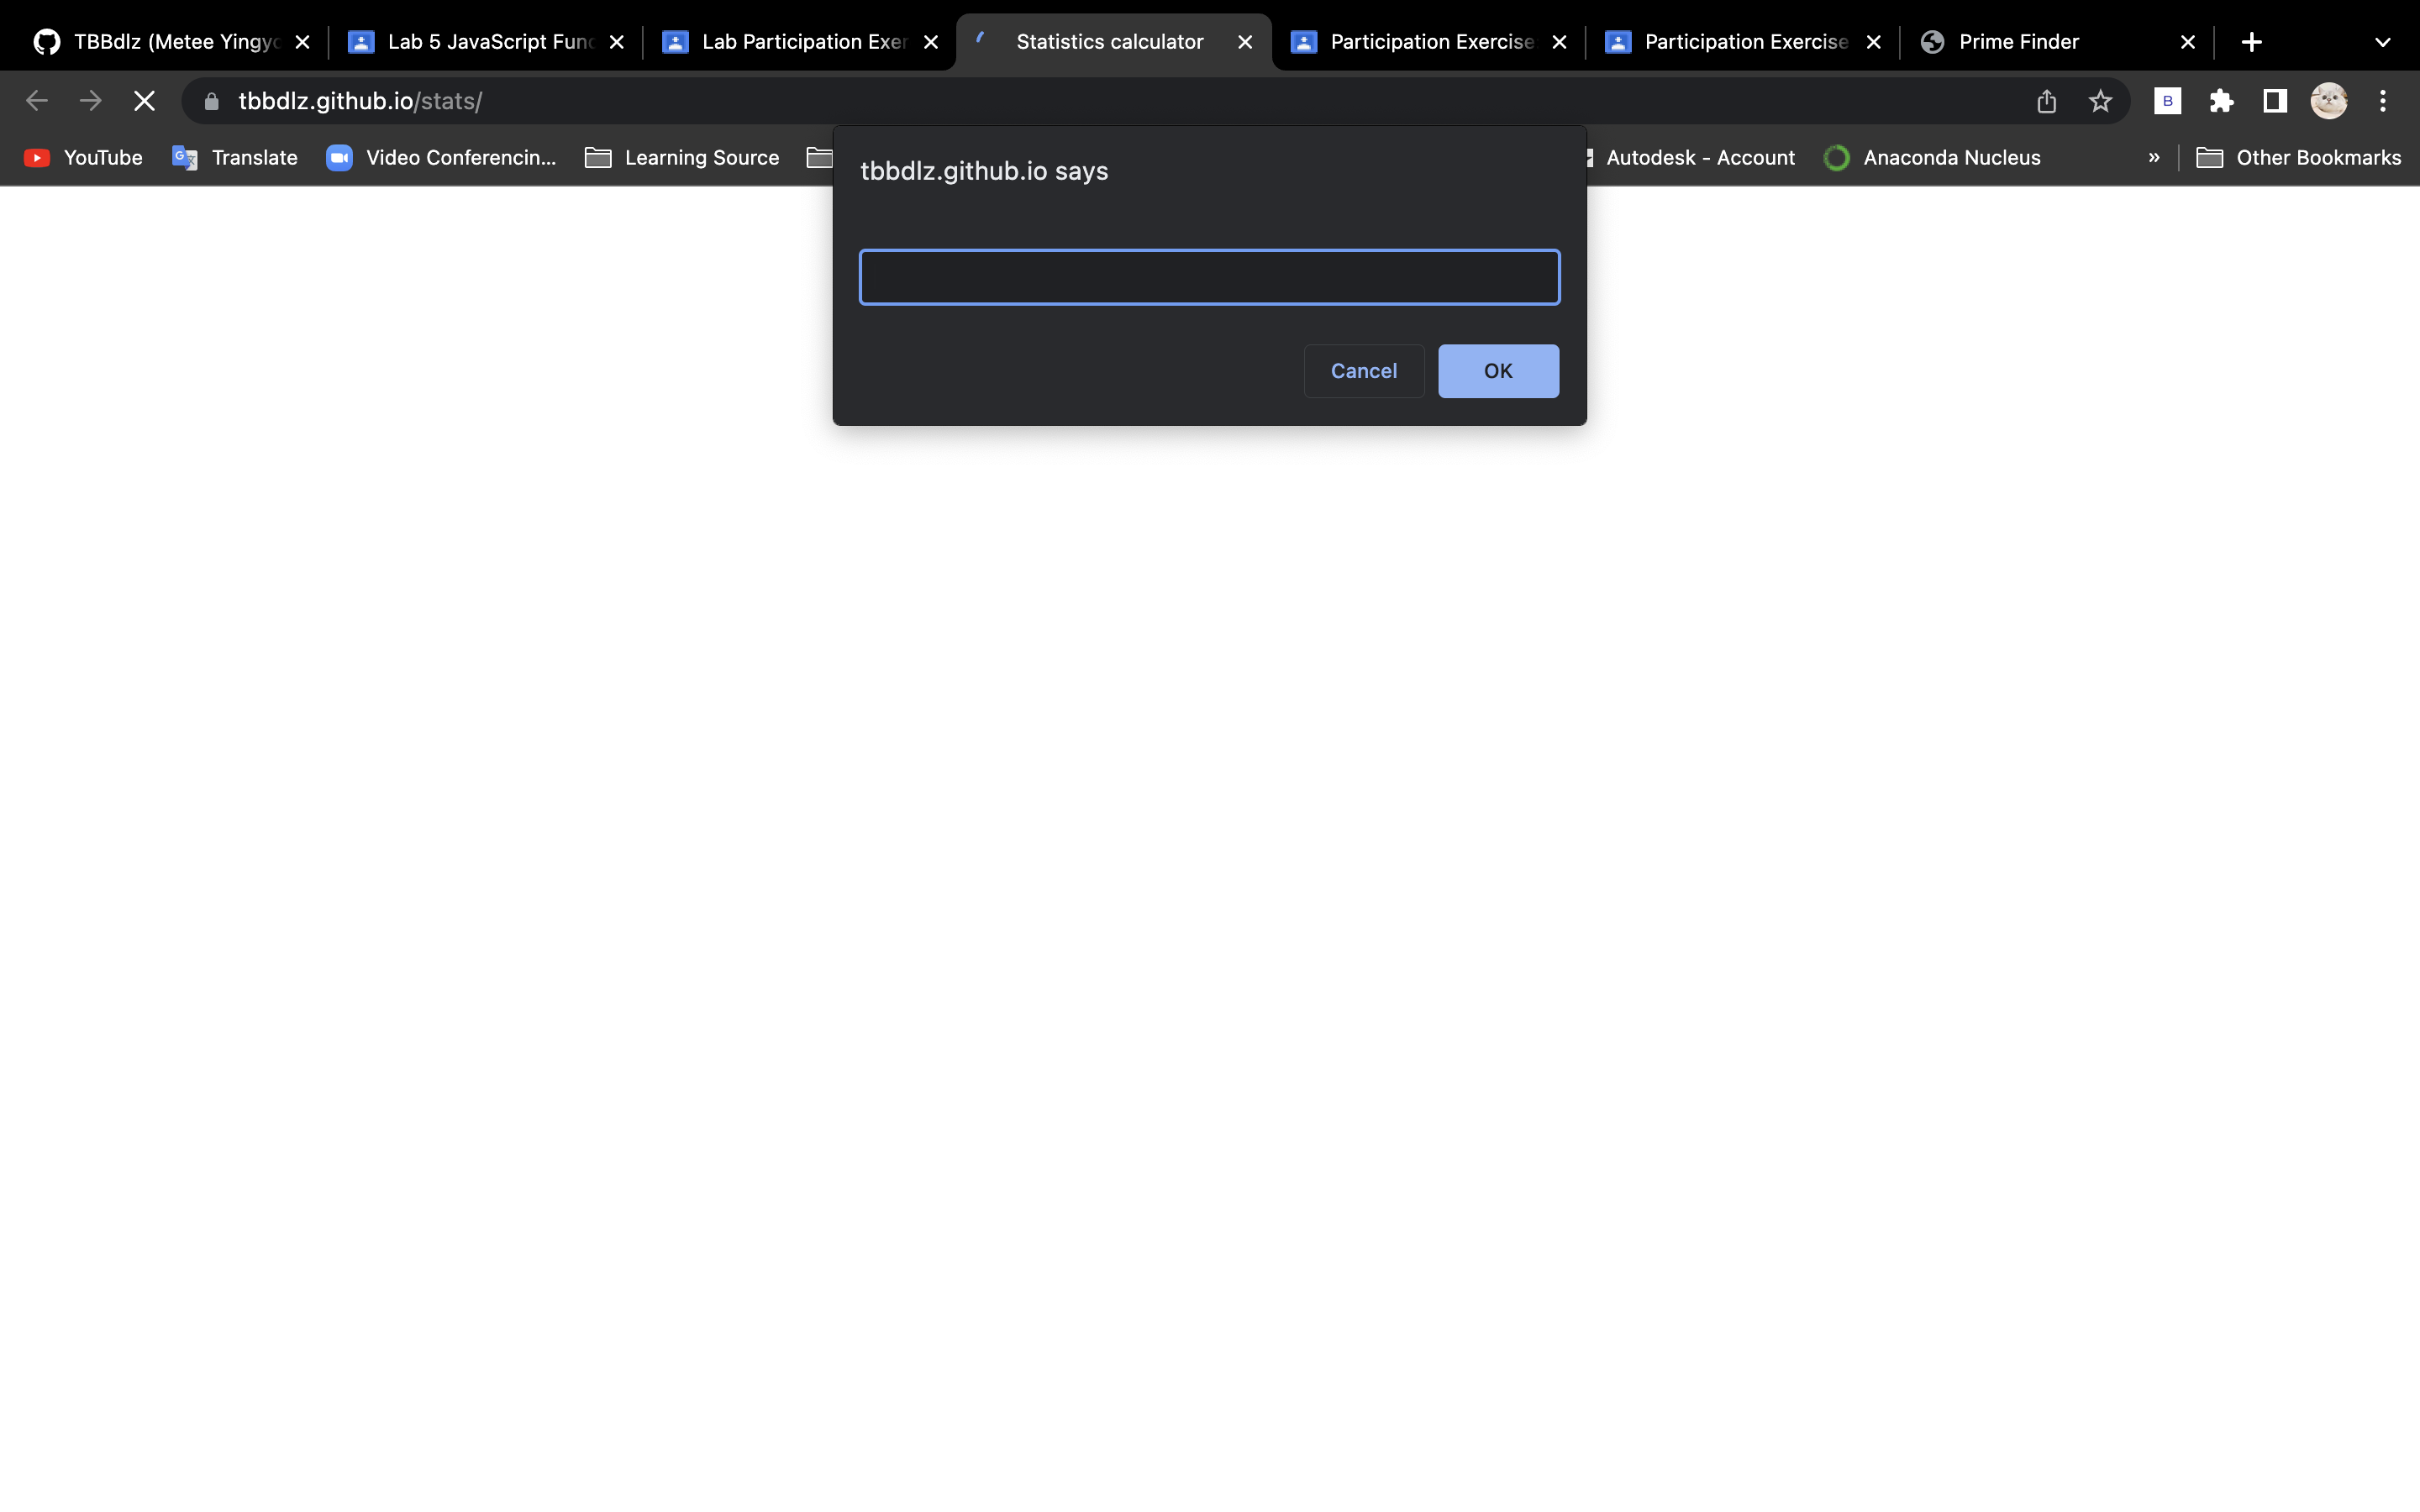 TBBdlz (Metee Yingyo
Lab 5 JavaScript Func
Lab Participation Exer
Statistics calculator
Participation Exercise
Participation Exercise
Prime Finder
tbbdlz.github.io/stats/
B
YouTube
Translate
Video Conferencin...
Learning Source
Autodesk - Account
Anaconda Nucleus
»
Other Bookmarks
tbbdlz.github.io says
Cancel
OK